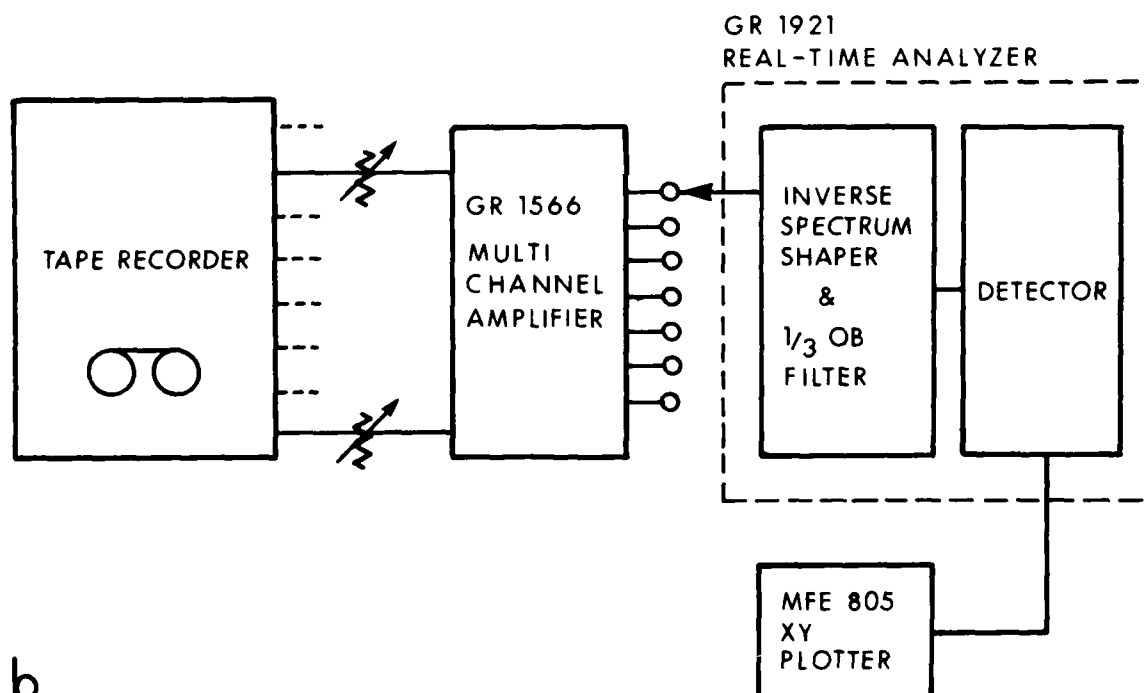 GR 1921
REAL-TIME ANALYZER
TAPE RECORDER
GR 1566
MULTI
CHANNEL
AMPLIFIER
INVERSE
SPECTRUM
SHAPER
&
1/3 OB
FILTER
DETECTOR
MFE 805
XY
PLOTTER
b